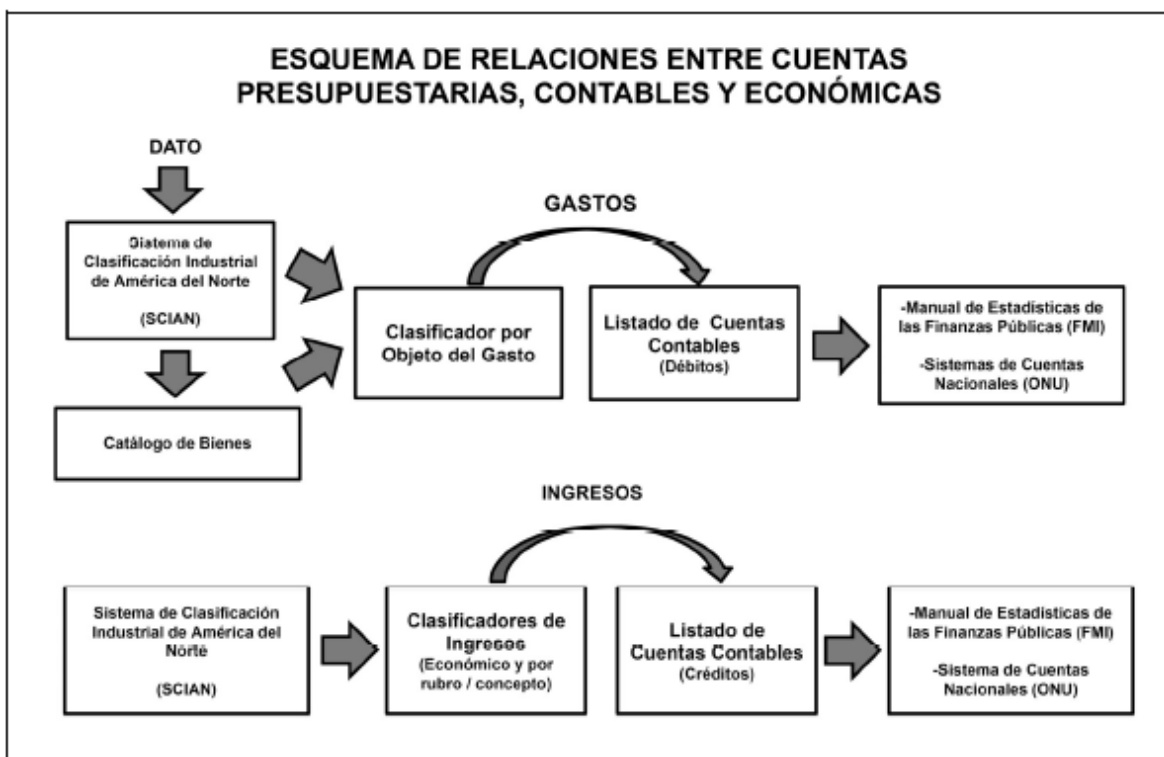 ESQUEMA DE RELACIONES ENTRE CUENTAS
PRESUPUESTARIAS, CONTABLES Y ECONÓMICAS
DATO
Sistema de
Clasificación Industrial
de América del Norte
(SCIAN)
Catálogo de Bienes
GASTOS
Clasificador por
Objeto del Gasto
Listado de Cuentas
Contables
(Débitos)
-Manual de Estadísticas de
las Finanzas Públicas (FMI)
-Sistemas de Cuentas
Nacionales (ONU)
INGRESOS
Sistema de Clasificación
Industrial de América del
Norte
(SCIAN)
Clasificadores de
Ingresos
(Económico y por
rubro / concepto)
Listado de
Cuentas Contables
(Créditos)
-Manual de Estadísticas de
las Finanzas Públicas (FMI)
-Sistema de Cuentas
Nacionales (ONU)